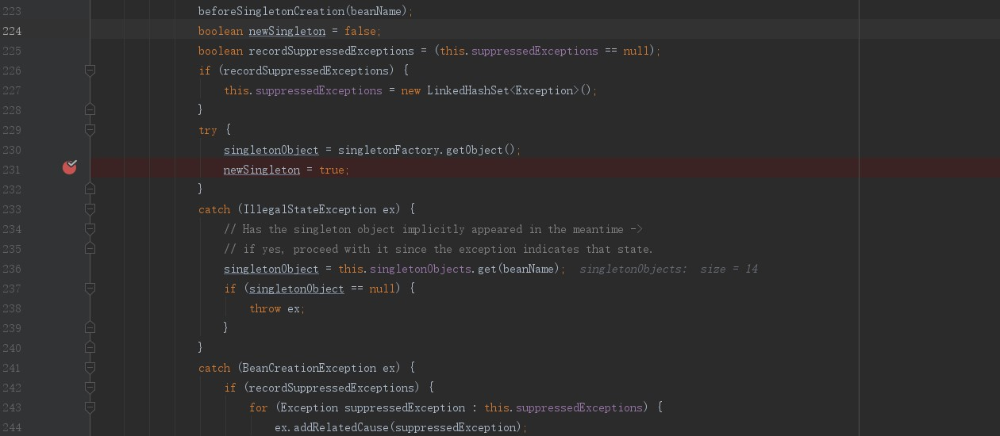 223 beforeSingletonCreation(beanName);
224 boolean newSingleton = false;
225 boolean recordSuppressedExceptions = (this.suppressedExceptions == null);
226 if (recordSuppressedExceptions) {
227 this.suppressedExceptions = new LinkedHashSet<Exception>();
228 }
229 try {
230 singletonObject = singletonFactory.getObject();
231 newSingleton = true;
232 }
233 catch (IllegalStateException ex) {
234 // Has the singleton object implicitly appeared in the meantime ->
235 // if yes, proceed with it since the exception indicates that state.
236 singletonObject = this.singletonObjects.get(beanName); singletonObjects: size = 14
237 if (singletonObject == null) {
238 throw ex;
239 }
240 }
241 catch (BeanCreationException ex) {
242 if (recordSuppressedExceptions) {
243 for (Exception suppressedException : this.suppressedExceptions) {
244 ex.addRelatedCause(suppressedException);